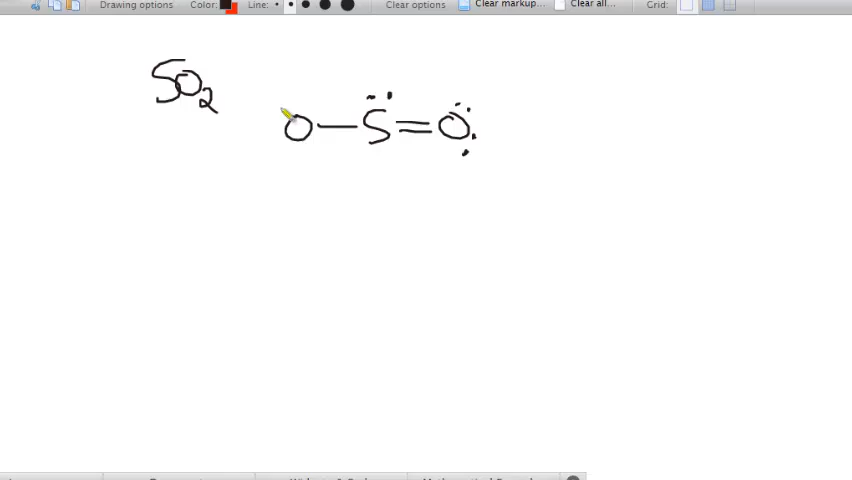 Drawing options Color: Line: Clear options Clear markup... Clear all... Grid:
SO₂
O — S = O